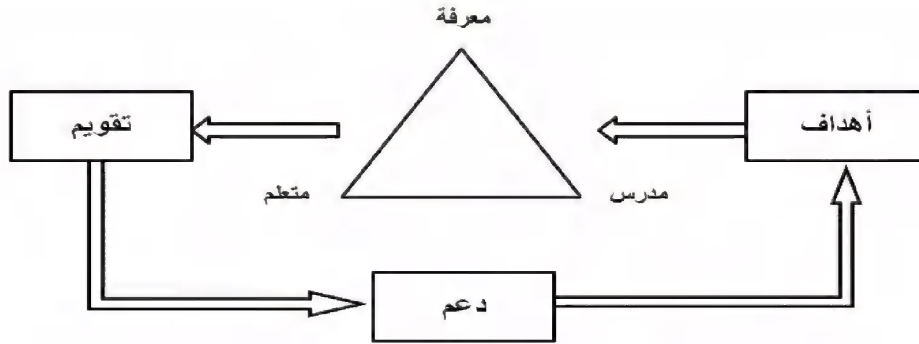 معرفة
أهداف
تقويم
مدرس
متعلم
دعم